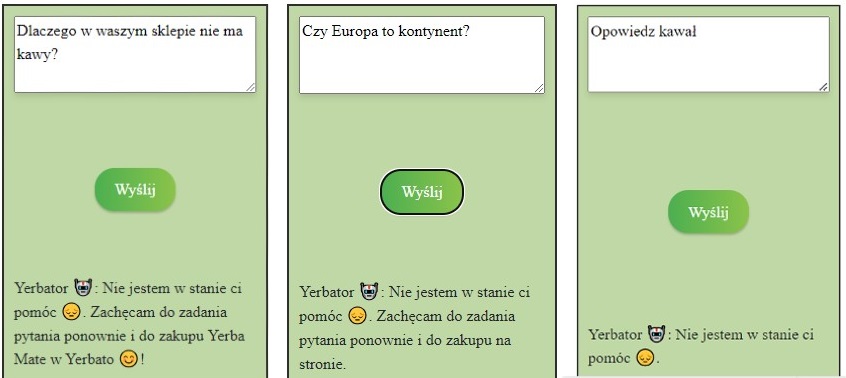 Dlaczego w waszym sklepie nie ma
kawy?
Wyślij
Yerbator 🤖: Nie jestem w stanie ci
pomóc 😔. Zachęcam do zadania
pytania ponownie i do zakupu Yerba
Mate w Yerbato 😊!
Czy Europa to kontynent?
Wyślij
Yerbator 🤖: Nie jestem w stanie ci
pomóc 😔. Zachęcam do zadania
pytania ponownie i do zakupu na
stronie.
Opowiedz kawał
Wyślij
Yerbator 🤖: Nie jestem w stanie ci
pomóc 😔.